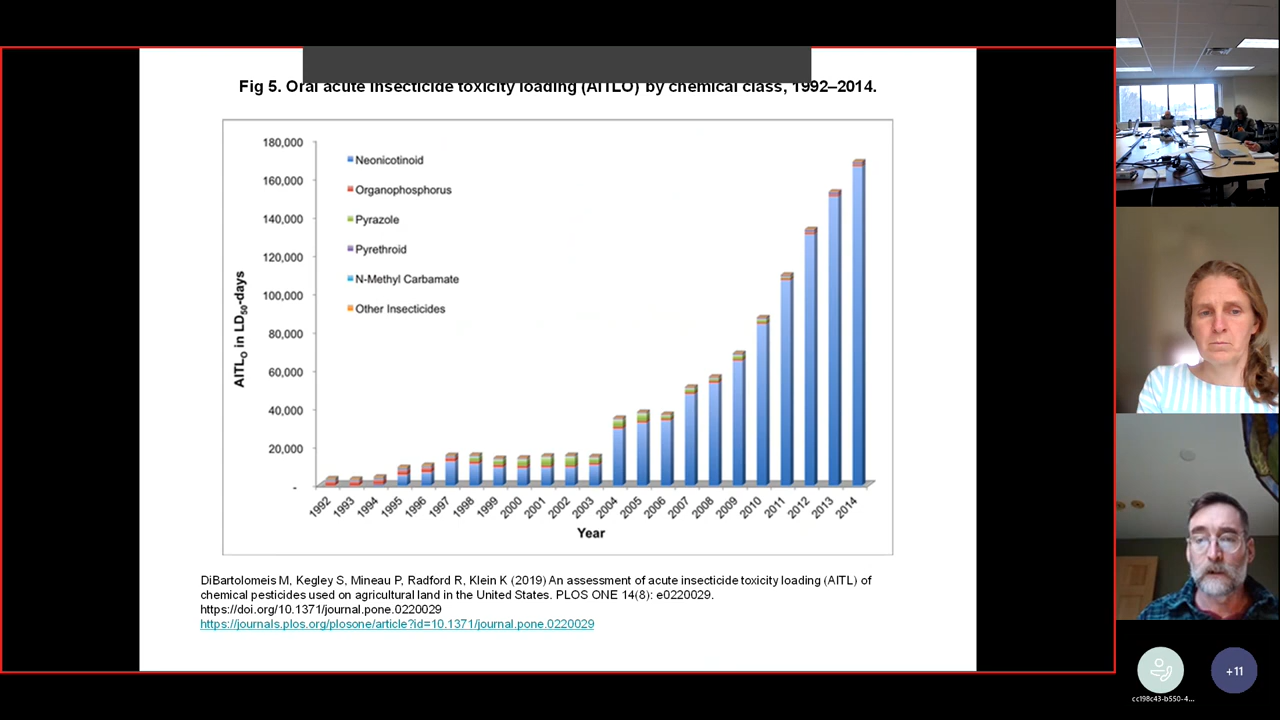 Fig 5. Oral acute insecticide toxicity loading (AITLO) by chemical class, 1992–2014.
180,000
160,000
140,000
120,000
100,000
80,000
60,000
40,000
20,000
-
AITLO in LD50-days
Neonicotinoid
Organophosphorus
Pyrazole
Pyrethroid
N-Methyl Carbamate
Other Insecticides
1992 1993 1994 1995 1996 1997 1998 1999 2000 2001 2002 2003 2004 2005 2006 2007 2008 2009 2010 2011 2012 2013 2014
Year
DiBartolomeis M, Kegley S, Mineau P, Radford R, Klein K (2019) An assessment of acute insecticide toxicity loading (AITL) of
chemical pesticides used on agricultural land in the United States. PLOS ONE 14(8): e0220029.
https://doi.org/10.1371/journal.pone.0220029
https://journals.plos.org/plosone/article?id=10.1371/journal.pone.0220029
+11
cc198c43-b550-4...